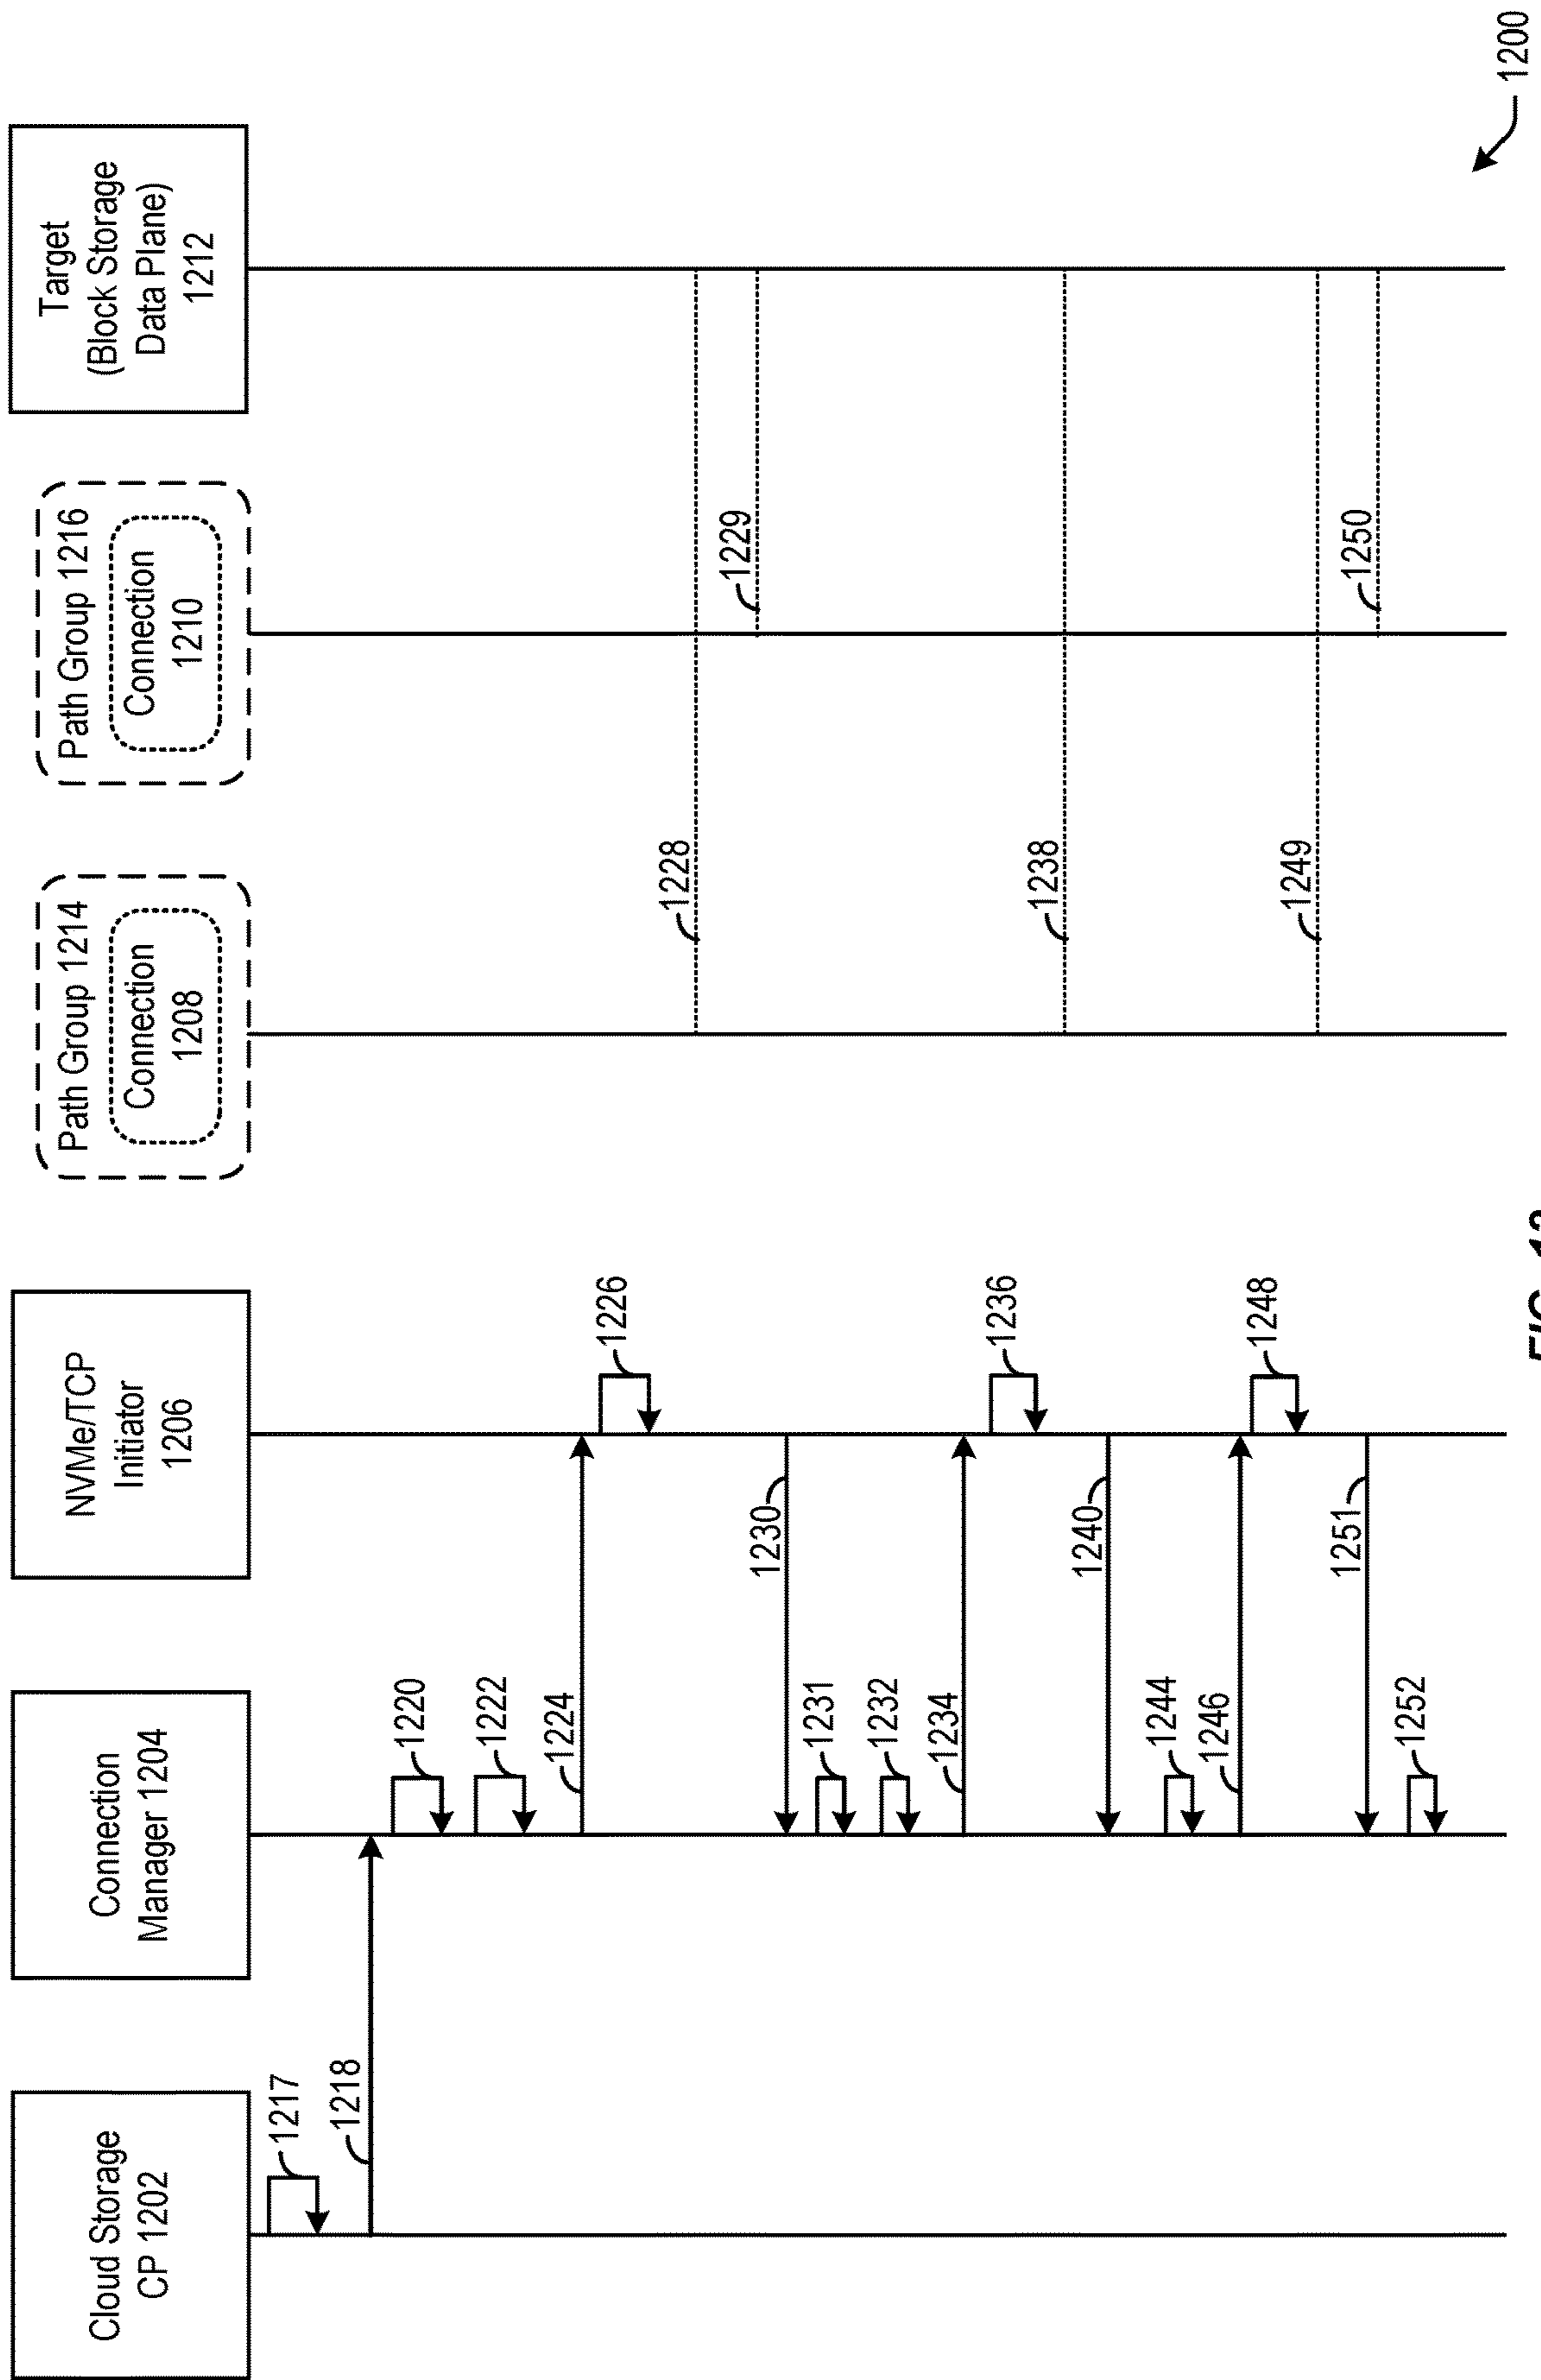 Cloud Storage
CP 1202
Connection
Manager 1204
NVMe/TCP
Initiator
1206
Path Group 1214
Connection
1208
Path Group 1216
Connection
1210
Target
(Block Storage
Data Plane)
1212
1217
1218
1220
1222
1224
1226
1228
1229
1230
1231
1232
1234
1236
1238
1240
1244
1246
1248
1249
1250
1251
1252
1200
FIG.